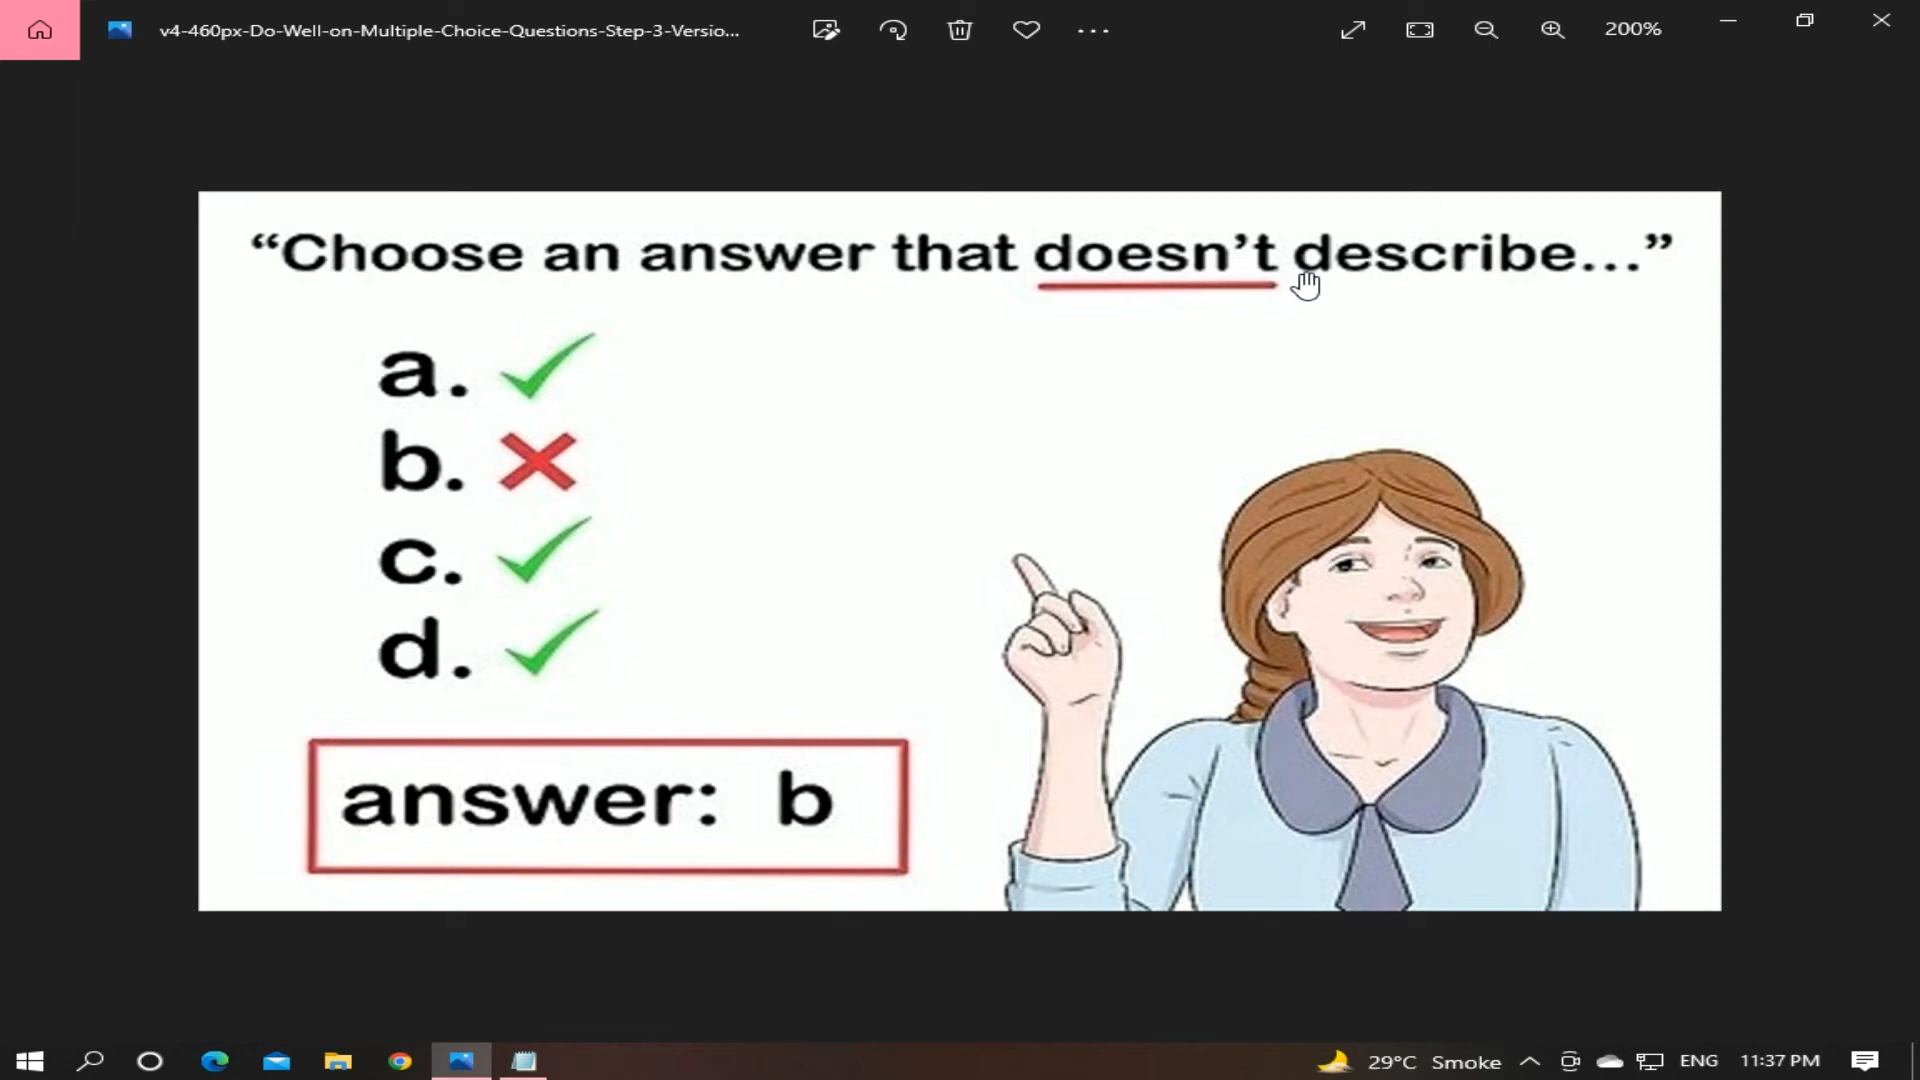 v4-460px-Do-Well-on-Multiple-Choice-Questions-Step-3-Versio...
200%
“Choose an answer that doesn’t describe...”
a.
b.
c.
d.
answer: b
29°C Smoke
ENG
11:37 PM